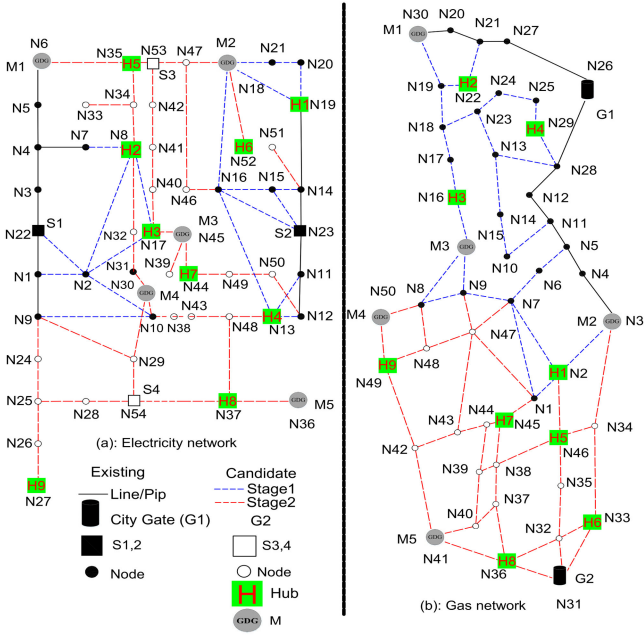 N6
N35
N53
N47
M2
N21
N20
GDG
H5
GDG
M1
S3
N18
H1
N19
N34
N33
N42
N5
N7
N8
H6
N51
N4
H2
N41
N52
N16
N15
N3
N40
N46
N14
S1
N32
H3
M3
S2
N23
N22
N17
GDG
N45
N31
N39
H7
N50
N11
N1
N2
N30
N44
N49
GDG
M4
N9
N43
N48
H4
N10
N38
N13
N12
N24
N29
S4
H8
GDG
M5
N25
N28
N54
N37
N36
N26
(a): Electricity network
H9
N27
Existing
Candidate
Line/Pip
Stage1
Stage2
City Gate (G1)
G2
S1,2
S3,4
Node
Node
H
Hub
GDG
M
N30
N20
N21
N27
M1
GDG
N26
N19
H2
N24
N25
N22
G1
N23
H4
N29
N18
N13
N17
N28
N16
H3
N12
N14
N11
M3
GDG
N15
N5
N10
N6
N4
N50
N8
N9
N7
M2
M4
GDG
N47
GDG
N3
H9
N48
H1
N2
N49
N1
N43
N44
H7
N45
N34
N42
H5
N46
N39
N38
N35
N37
N40
M5
N32
H6
N33
GDG
N41
H8
N36
G2
N31
(b): Gas network